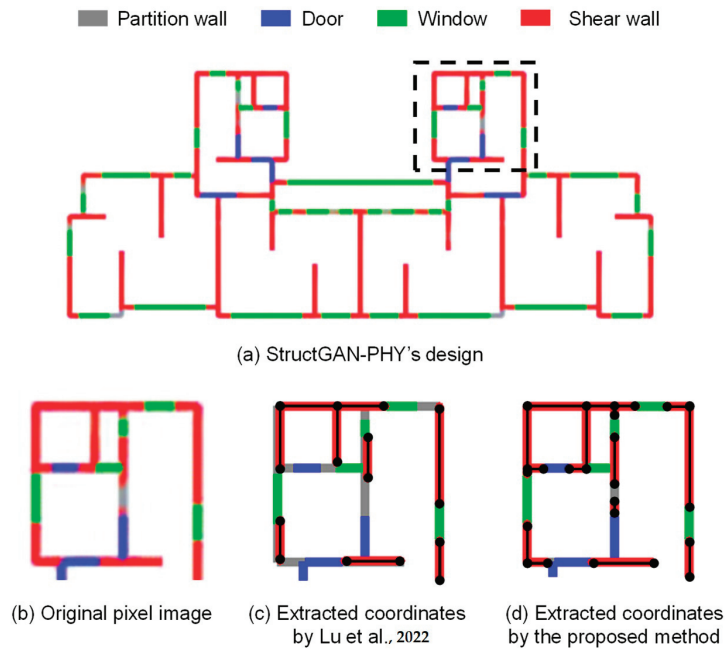 Partition wall Door Window Shear wall
(a) StructGAN-PHY's design
(b) Original pixel image
(c) Extracted coordinates
by Lu et al., 2022
(d) Extracted coordinates
by the proposed method